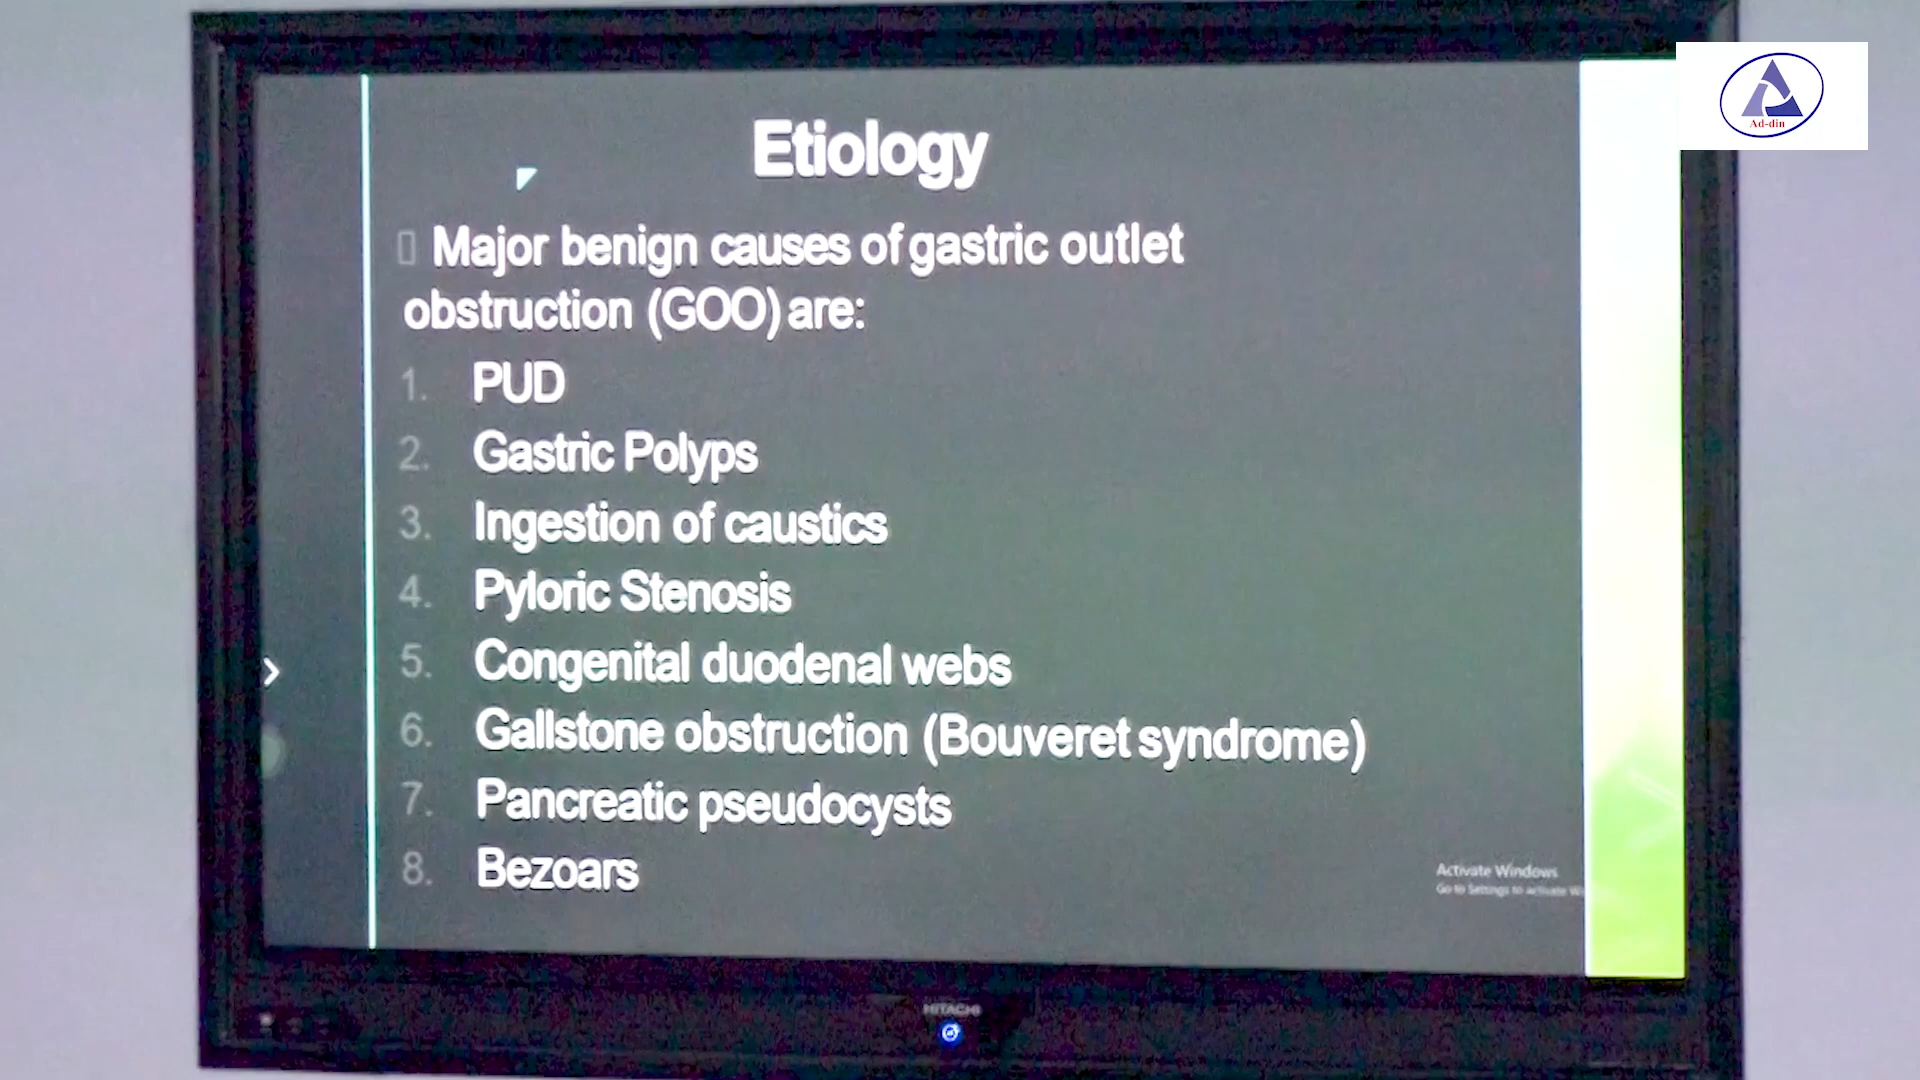 Ad-din
Etiology
Major benign causes of gastric outlet
obstruction (GOO) are:
1. PUD
2. Gastric Polyps
3. Ingestion of caustics
4. Pyloric Stenosis
5. Congenital duodenal webs
6. Gallstone obstruction (Bouveret syndrome)
7. Pancreatic pseudocysts
8. Bezoars
Activate Windows
Go to Settings to activate
HITACHI